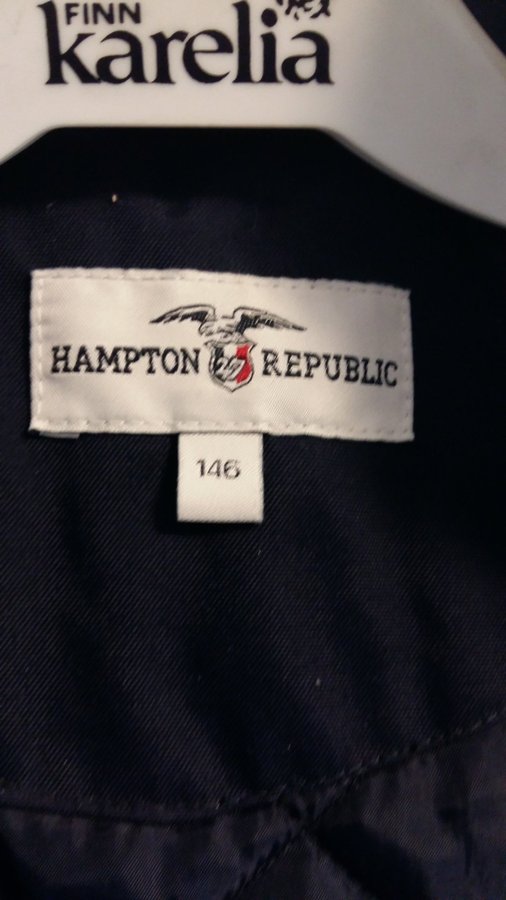 FINN
karelia
HAMPTON REPUBLIC
146